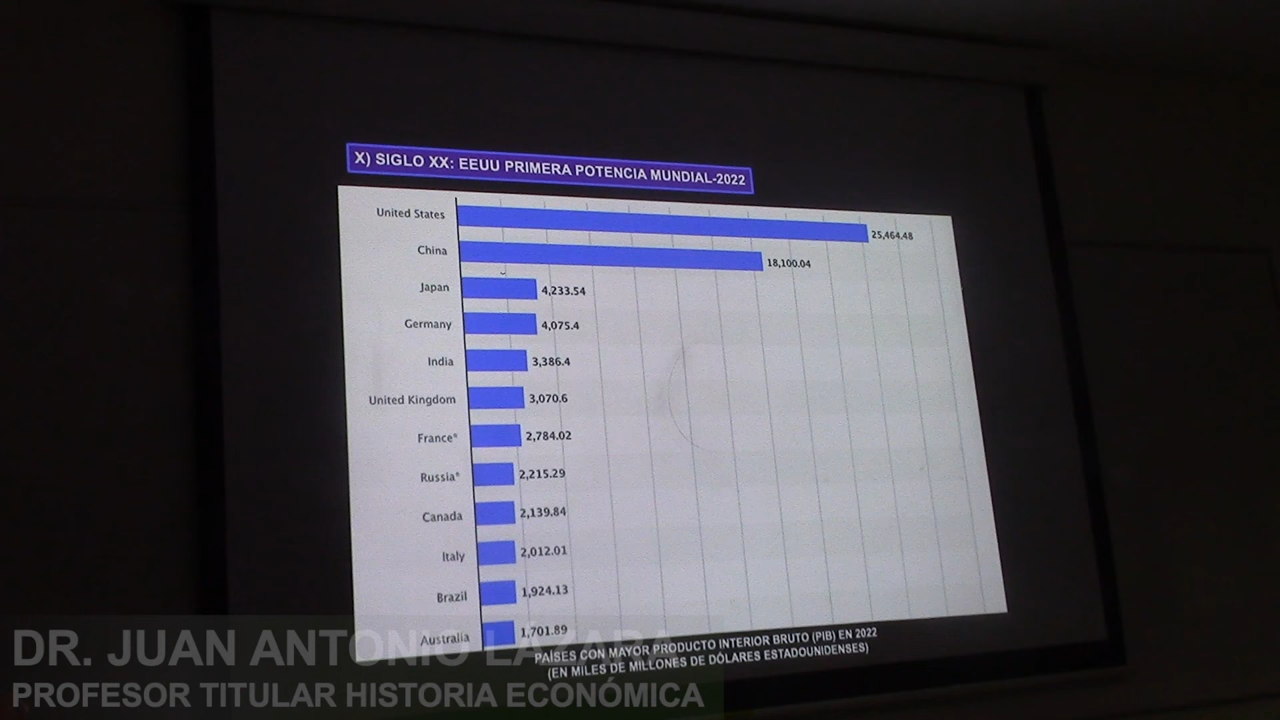 X) SIGLO XX: EEUU PRIMERA POTENCIA MUNDIAL-2022
United States 25,464.48
China 18,100.04
Japan 4,233.54
Germany 4,075.4
India 3,386.4
United Kingdom 3,070.6
France* 2,784.02
Russia* 2,215.29
Canada 2,139.84
Italy 2,012.01
Brazil 1,924.13
Australia 1,701.89
PAÍSES CON MAYOR PRODUCTO INTERIOR BRUTO (PIB) EN 2022
(EN MILES DE MILLONES DE DÓLARES ESTADOUNIDENSES)
DR. JUAN ANTONIO LÁZARA
PROFESOR TITULAR HISTORIA ECONÓMICA